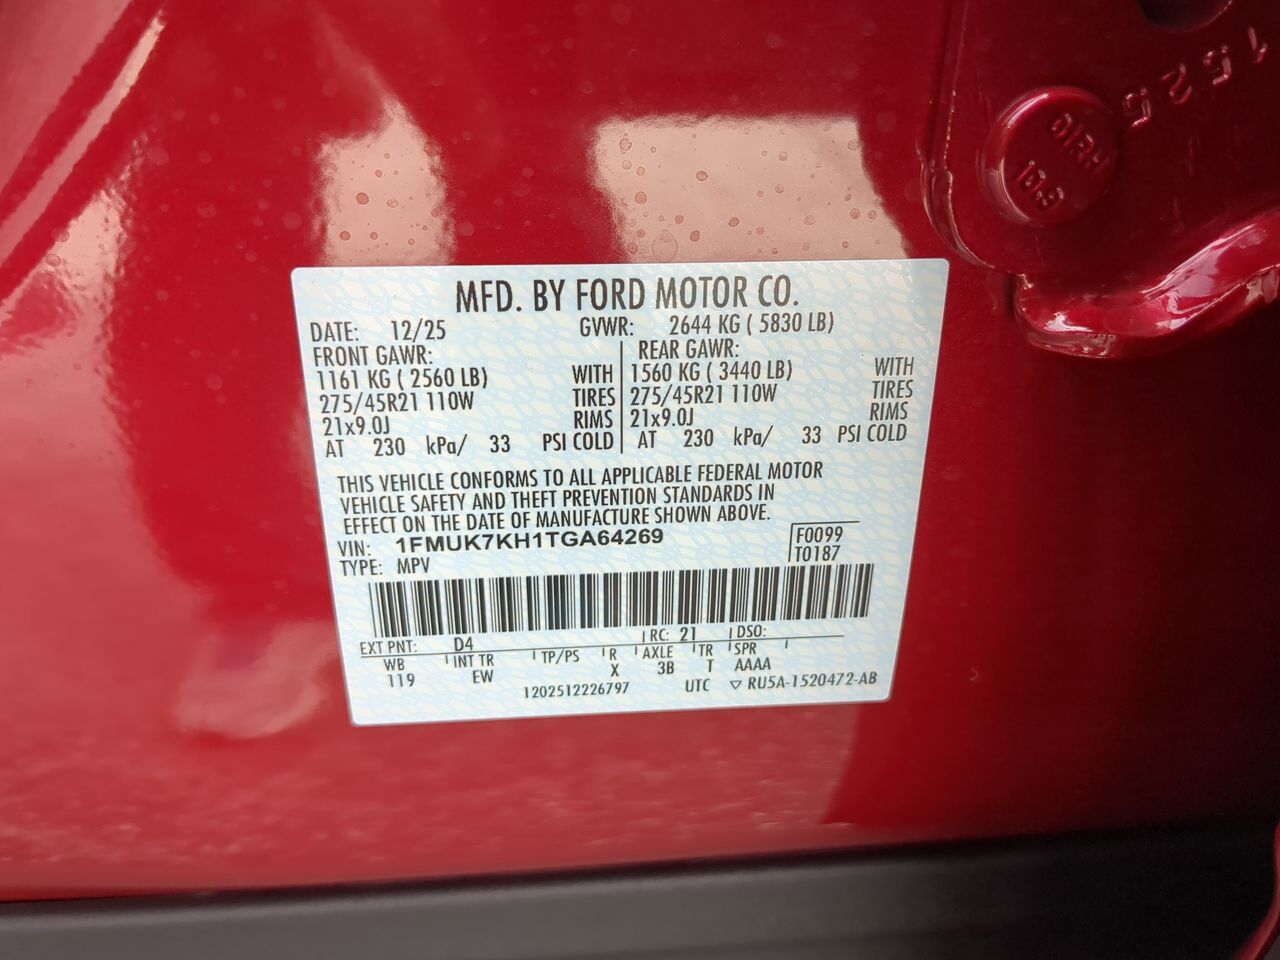 1525
HEIQ
10.9
MFD. BY FORD MOTOR CO.
DATE: 12/25 GVWR: 2644 KG ( 5830 LB)
FRONT GAWR: REAR GAWR:
1161 KG ( 2560 LB) WITH 1560 KG ( 3440 LB) WITH
275/45R21 110W TIRES 275/45R21 110W TIRES
21x9.0J RIMS 21x9.0J RIMS
AT 230 kPa/ 33 PSI COLD AT 230 kPa/ 33 PSI COLD
THIS VEHICLE CONFORMS TO ALL APPLICABLE FEDERAL MOTOR
VEHICLE SAFETY AND THEFT PREVENTION STANDARDS IN
EFFECT ON THE DATE OF MANUFACTURE SHOWN ABOVE.
VIN: 1FMUK7KH1TGA64269 F0099
TYPE: MPV T0187
EXT PNT: D4 RC: 21 DSO:
WB INT TR TP/PS R AXLE TR SPR
119 EW X 3B T AAAA
1202512226797 UTC ▽ RU5A-1520472-AB